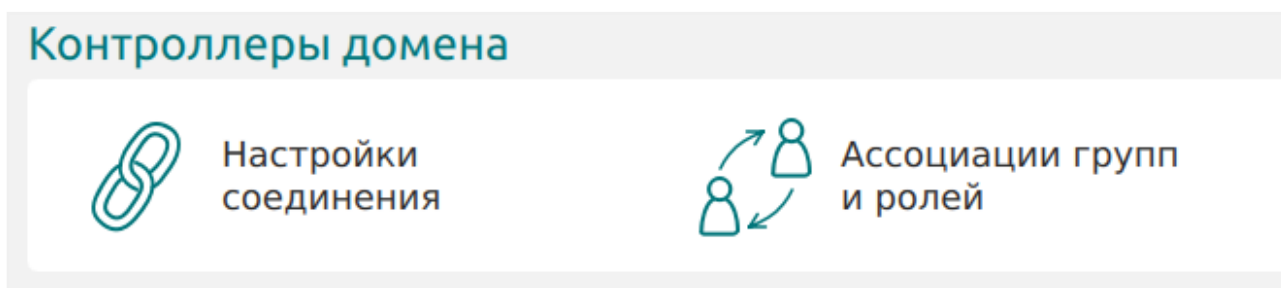 Контроллеры домена
Настройки
соединения
Ассоциации групп
и ролей